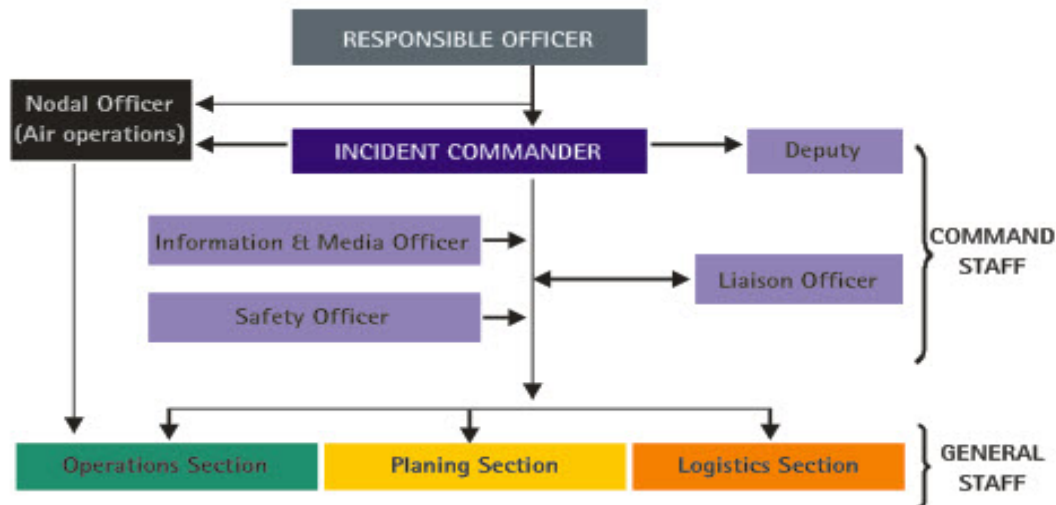 RESPONSIBLE OFFICER
Nodal Officer
(Air operations)
INCIDENT COMMANDER
Deputy
Information & Media Officer
COMMAND
STAFF
Liaison Officer
Safety Officer
Operations Section
Planing Section
Logistics Section
GENERAL
STAFF